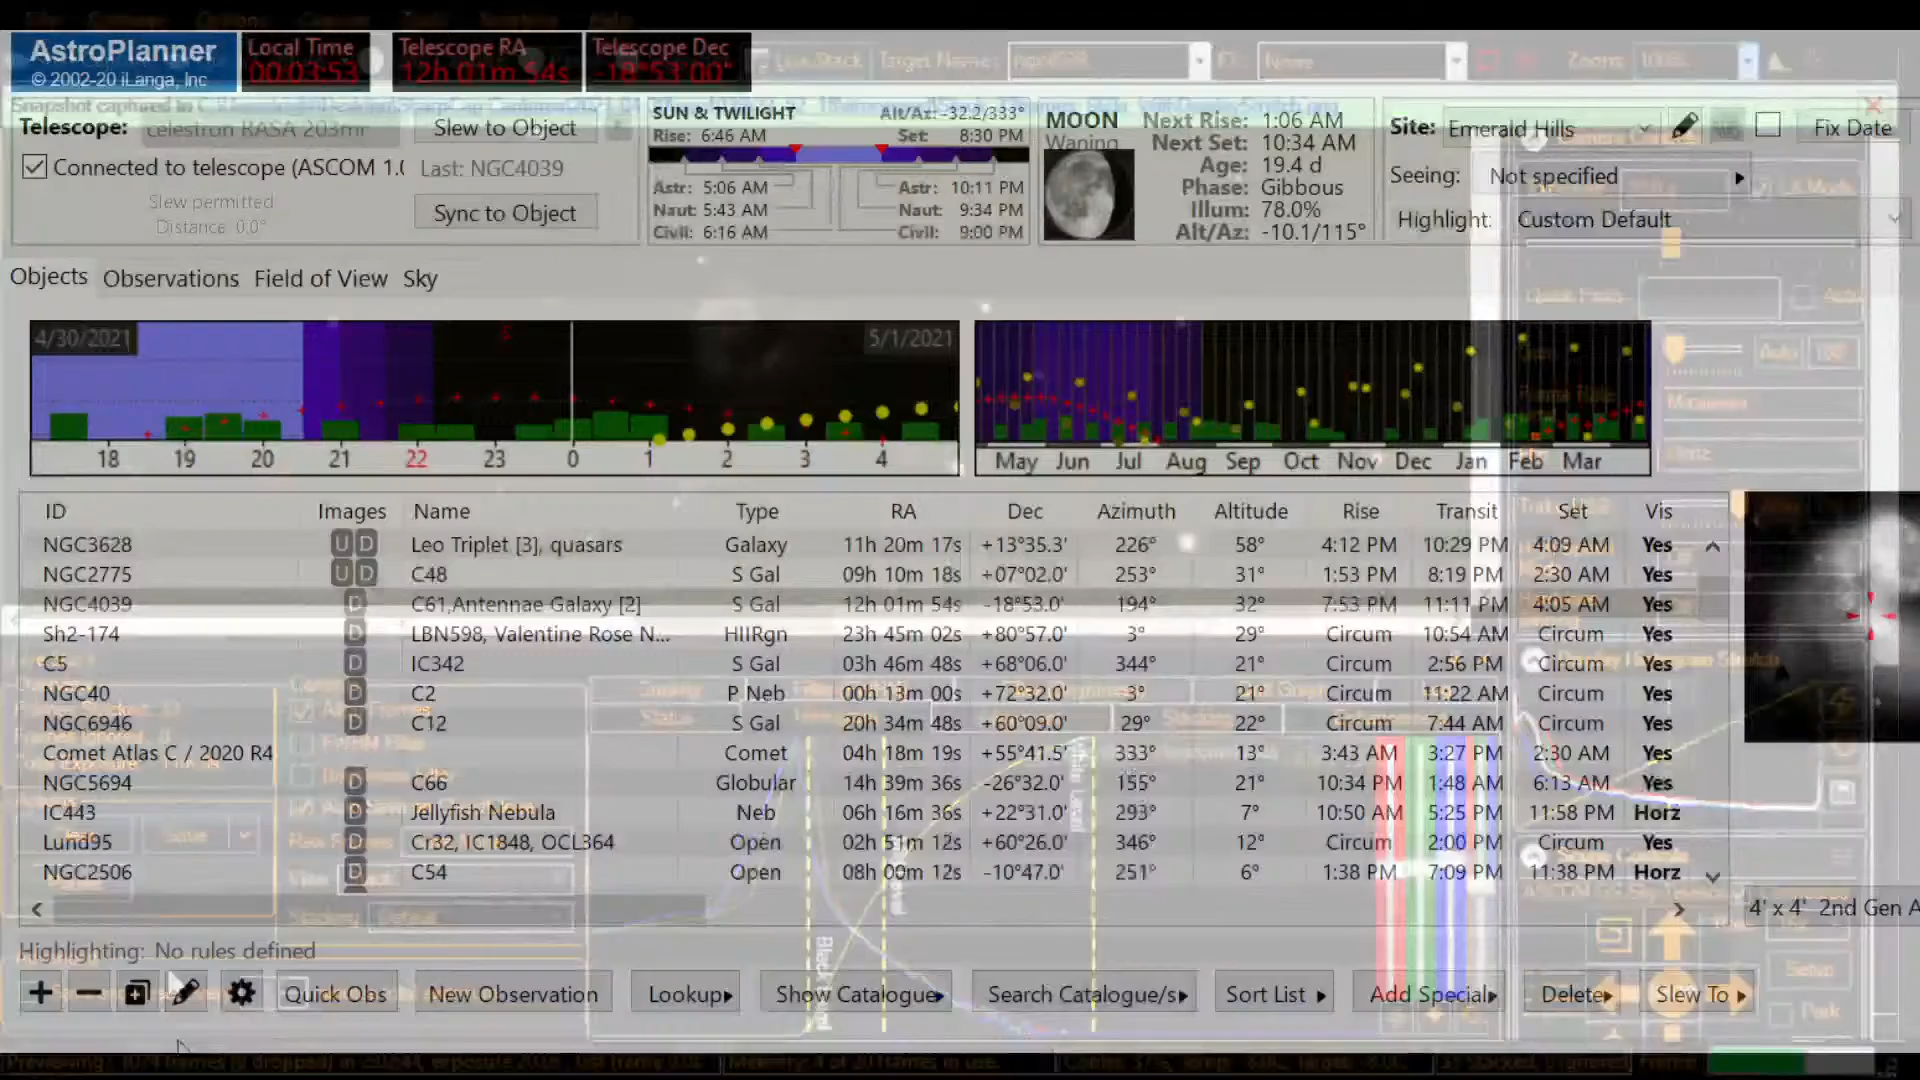 AstroPlanner
© 2002-20 iLanga, Inc
Local Time
00:03:53
Telescope RA
12h 01m 54s
Telescope Dec
-18°53'00"
Live Stack
Target Name:
None
Zoom:
Telescope:
celestron RASA 203mr
Slew to Object
Connected to telescope (ASCOM 1.(
Last: NGC4039
Slew permitted
Distance: 0.0°
Sync to Object
SUN & TWILIGHT
Alt/Az: -32.2/333°
Rise: 6:46 AM
Set: 8:30 PM
Astr: 5:06 AM
Astr: 10:11 PM
Naut: 5:43 AM
Naut: 9:34 PM
Civil: 6:16 AM
Civil: 9:00 PM
MOON
Waning
Next Rise: 1:06 AM
Next Set: 10:34 AM
Age: 19.4 d
Phase: Gibbous
Illum: 78.0%
Alt/Az: -10.1/115°
Site: Emerald Hills
Fix Date
Seeing: Not specified
Highlight: Custom Default
Objects Observations Field of View Sky
4/30/2021
5/1/2021
18 19 20 21 22 23 0 1 2 3 4
May Jun Jul Aug Sep Oct Nov Dec Jan Feb Mar
ID Images Name Type RA Dec Azimuth Altitude Rise Transit Set Vis
NGC3628 U D Leo Triplet [3], quasars Galaxy 11h 20m 17s +13°35.3' 226° 58° 4:12 PM 10:29 PM 4:09 AM Yes
NGC2775 U D C48 S Gal 09h 10m 18s +07°02.0' 253° 31° 1:53 PM 8:19 PM 2:30 AM Yes
NGC4039 D C61,Antennae Galaxy [2] S Gal 12h 01m 54s -18°53.0' 194° 32° 7:53 PM 11:11 PM 4:05 AM Yes
Sh2-174 D LBN598, Valentine Rose N... HIIRgn 23h 45m 02s +80°57.0' 3° 29° Circum 10:54 AM Circum Yes
C5 D IC342 S Gal 03h 46m 48s +68°06.0' 344° 21° Circum 2:56 PM Circum Yes
NGC40 D C2 P Neb 00h 13m 00s +72°32.0' 3° 21° Circum 11:22 AM Circum Yes
NGC6946 D C12 S Gal 20h 34m 48s +60°09.0' 29° 22° Circum 7:44 AM Circum Yes
Comet Atlas C / 2020 R4 Comet 04h 18m 19s +55°41.5' 333° 13° 3:43 AM 3:27 PM 2:30 AM Yes
NGC5694 D C66 Globular 14h 39m 36s -26°32.0' 155° 21° 10:34 PM 1:48 AM 6:13 AM Yes
IC443 D Jellyfish Nebula Neb 06h 16m 36s +22°31.0' 293° 7° 10:50 AM 5:25 PM 11:58 PM Horz
Lund95 D Cr32, IC1848, OCL364 Open 02h 51m 12s +60°26.0' 346° 12° Circum 2:00 PM Circum Yes
NGC2506 D C54 Open 08h 00m 12s -10°47.0' 251° 6° 1:38 PM 7:09 PM 11:38 PM Horz
4' x 4' 2nd Gen A
Highlighting: No rules defined
Quick Obs
New Observation
Lookup
Show Catalogue
Search Catalogue/s
Sort List
Add Special
Delete
Slew To